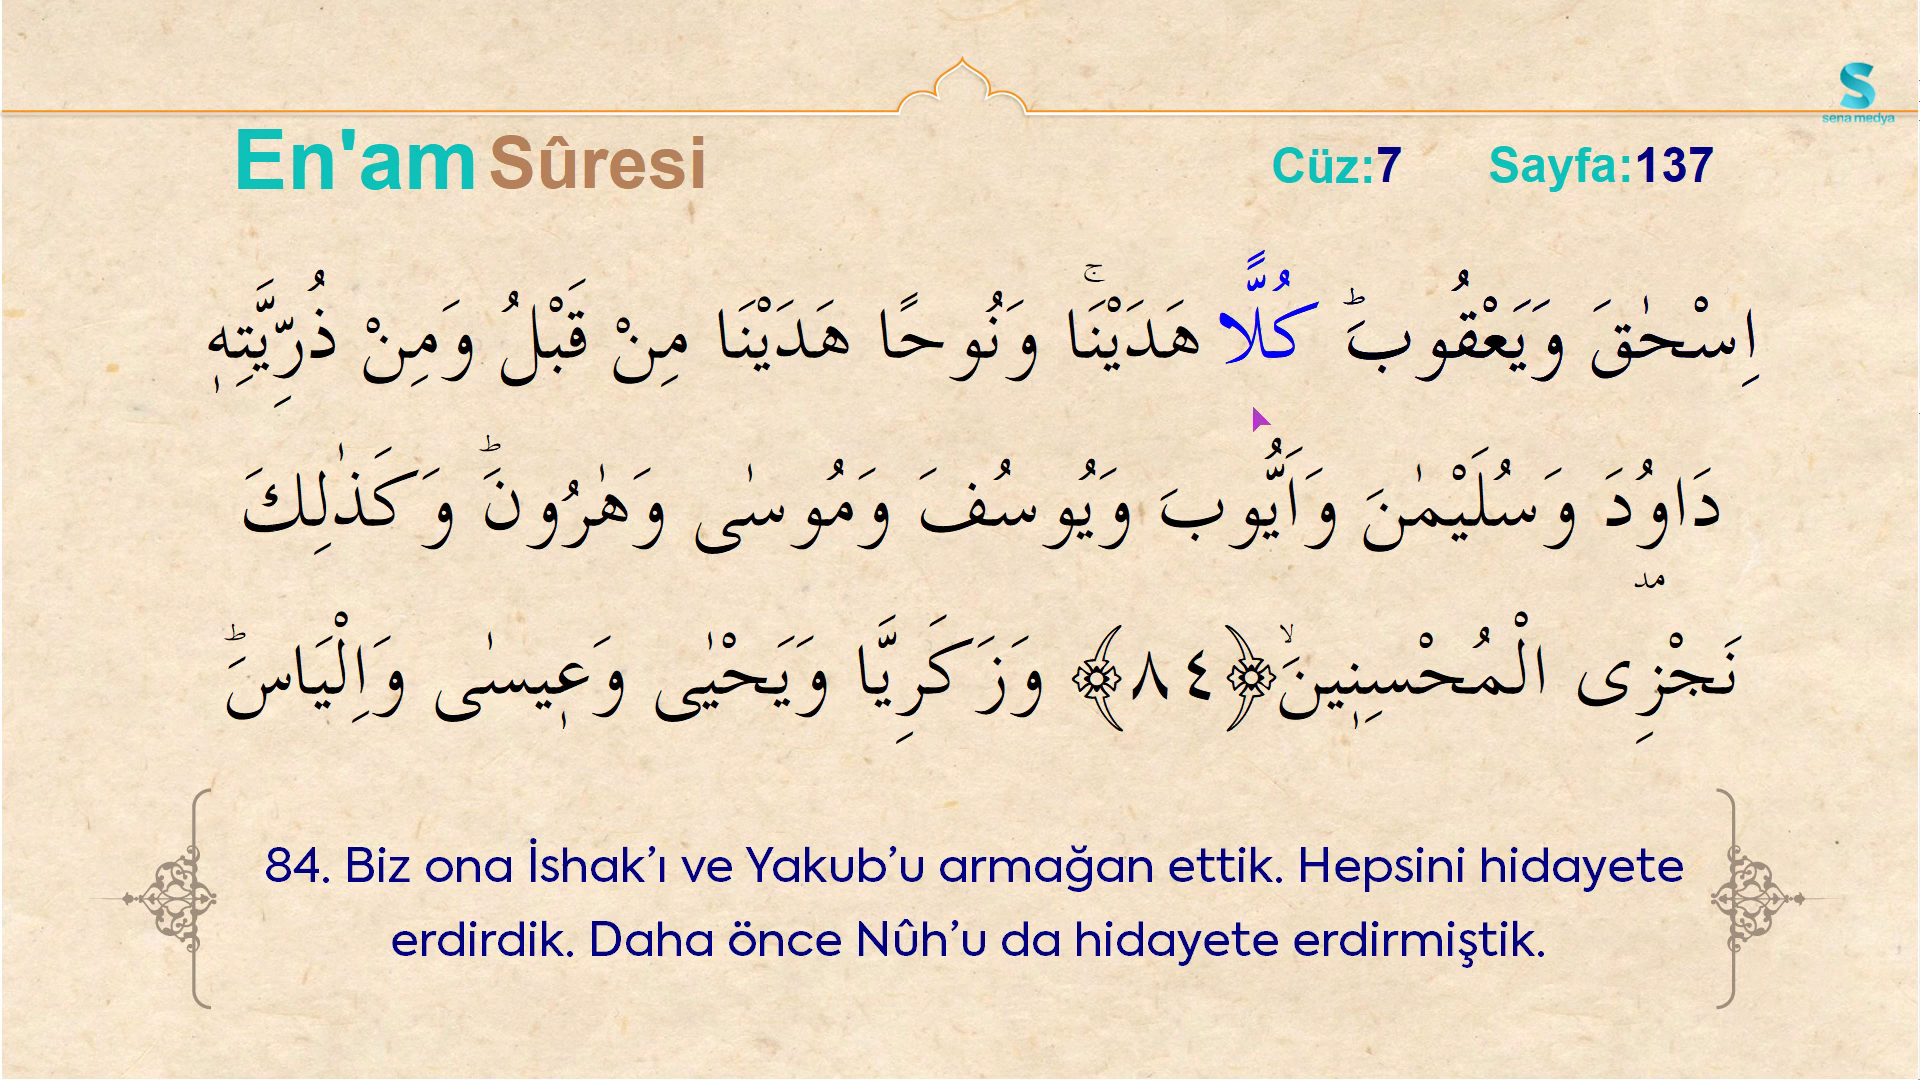 sena medya
En'am Sûresi Cüz:7 Sayfa:137
اِسْحٰقَ وَيَعْقُوبَۜ كُلًّا هَدَيْنَاۚ وَنُوحًا هَدَيْنَا مِنْ قَبْلُ وَمِنْ ذُرِّيَّتِه۪
دَاوُ۫دَ وَسُلَيْمٰنَ وَاَيُّوبَ وَيُوسُفَ وَمُوسٰى وَهٰرُونَۜ وَكَذٰلِكَ
نَجْزِى الْمُحْسِن۪ينَۙ ﴿٨٤﴾ وَزَكَرِيَّا وَيَحْيٰى وَع۪يسٰى وَاِلْيَاسَۜ
84. Biz ona İshak’ı ve Yakub’u armağan ettik. Hepsini hidayete
erdirdik. Daha önce Nûh’u da hidayete erdirmiştik.